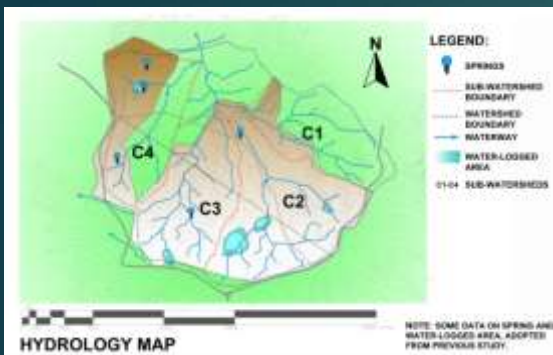 N
C1
C4
C3
C2
LEGEND:
SPRINGS
SUB-WATERSHED
BOUNDARY
WATERSHED
BOUNDARY
WATERWAY
WATER-LOGGED
AREA
C1-C4 SUB-WATERSHEDS
HYDROLOGY MAP
NOTE: SOME DATA ON SPRING AND
WATER-LOGGED AREA, ADOPTED
FROM PREVIOUS STUDY.